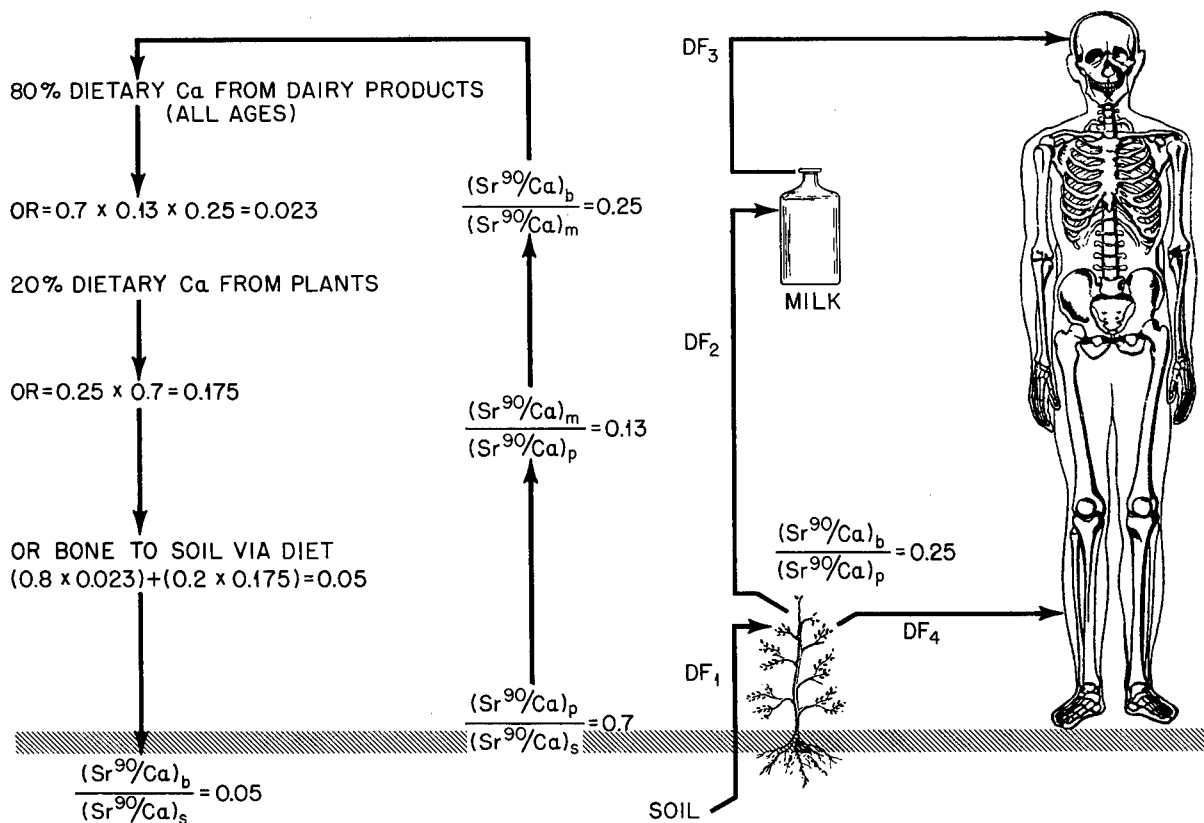 80% DIETARY Ca FROM DAIRY PRODUCTS
(ALL AGES)
OR=0.7 x 0.13 x 0.25=0.023
20% DIETARY Ca FROM PLANTS
OR=0.25 x 0.7=0.175
OR BONE TO SOIL VIA DIET
(0.8 x 0.023)+(0.2 x 0.175)=0.05
(Sr⁹⁰/Ca)b
(Sr⁹⁰/Ca)s
=0.05
(Sr⁹⁰/Ca)b
(Sr⁹⁰/Ca)m
=0.25
(Sr⁹⁰/Ca)m
(Sr⁹⁰/Ca)p
=0.13
(Sr⁹⁰/Ca)p
(Sr⁹⁰/Ca)s
=0.7
DF₃
MILK
DF₂
(Sr⁹⁰/Ca)b
(Sr⁹⁰/Ca)p
=0.25
DF₄
DF₁
SOIL